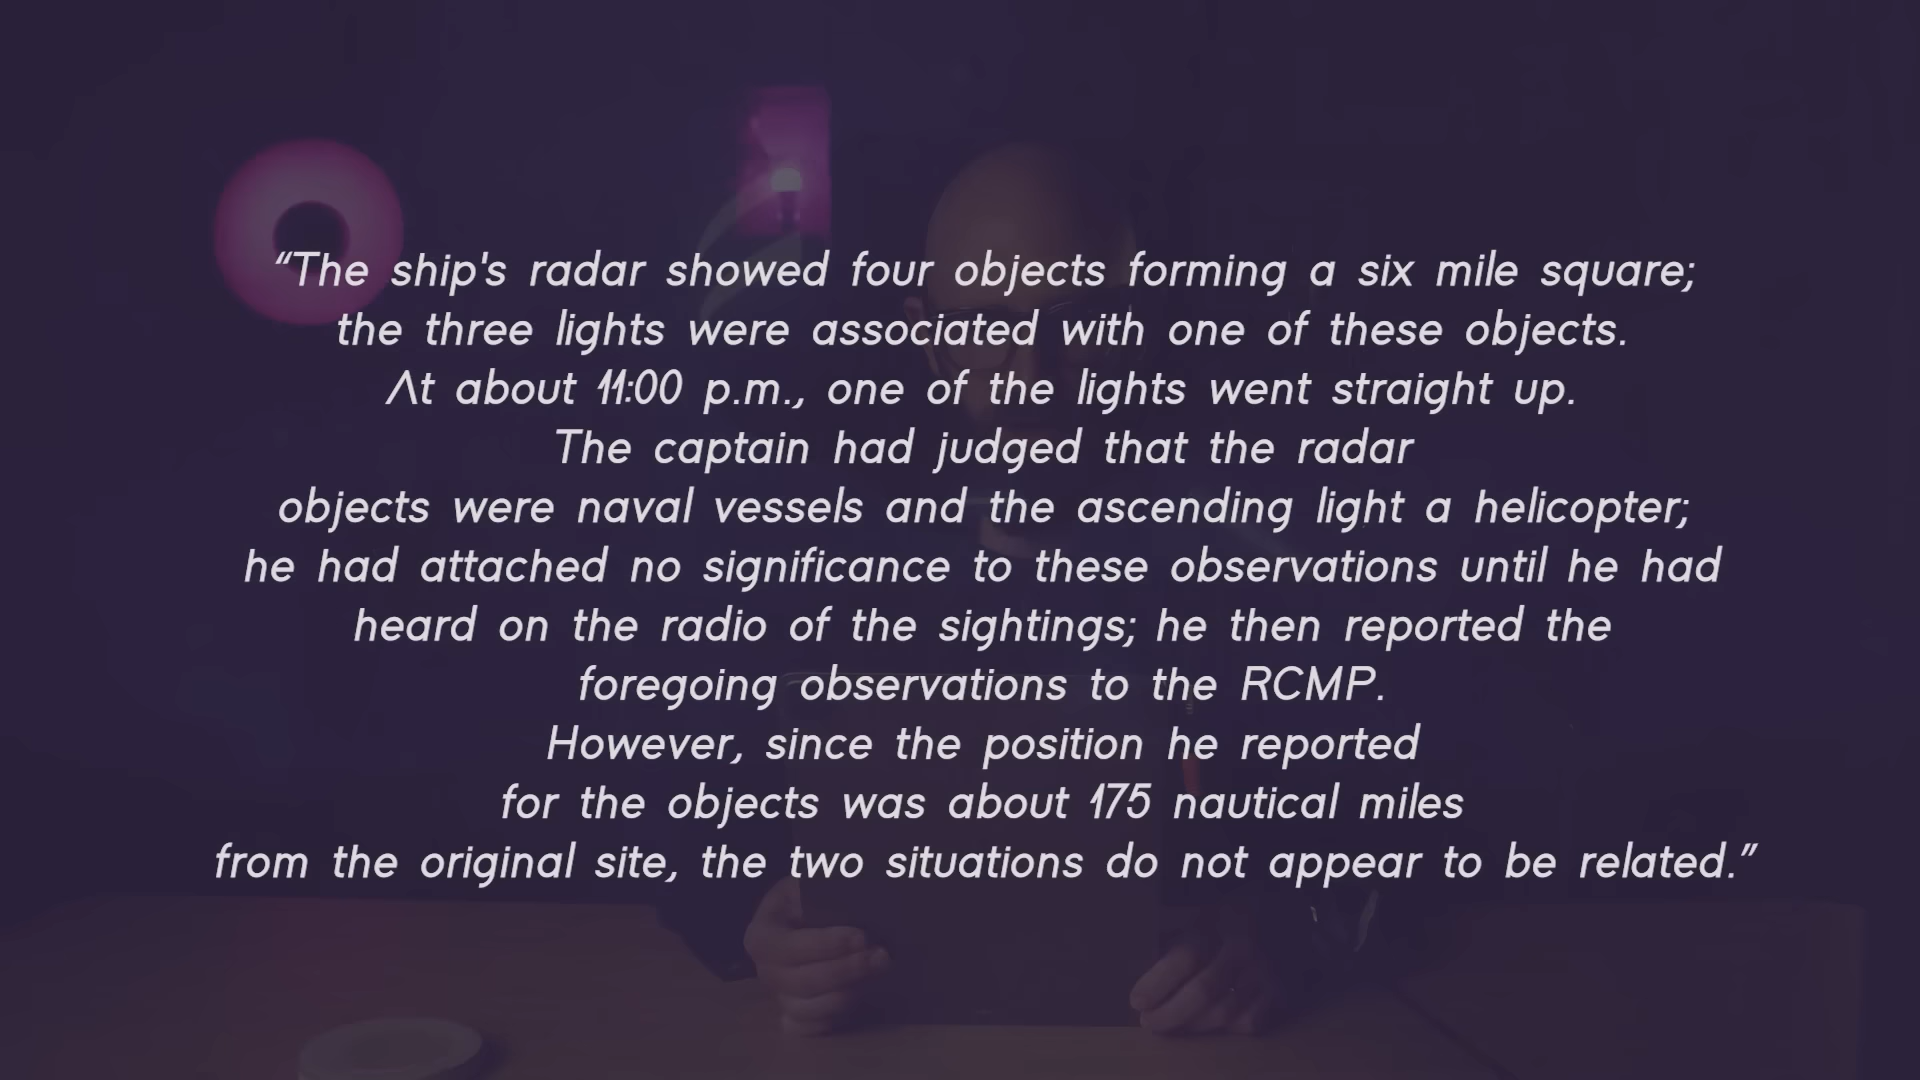 “The ship's radar showed four objects forming a six mile square;
the three lights were associated with one of these objects.
At about 11:00 p.m., one of the lights went straight up.
The captain had judged that the radar
objects were naval vessels and the ascending light a helicopter;
he had attached no significance to these observations until he had
heard on the radio of the sightings; he then reported the
foregoing observations to the RCMP.
However, since the position he reported
for the objects was about 175 nautical miles
from the original site, the two situations do not appear to be related.”